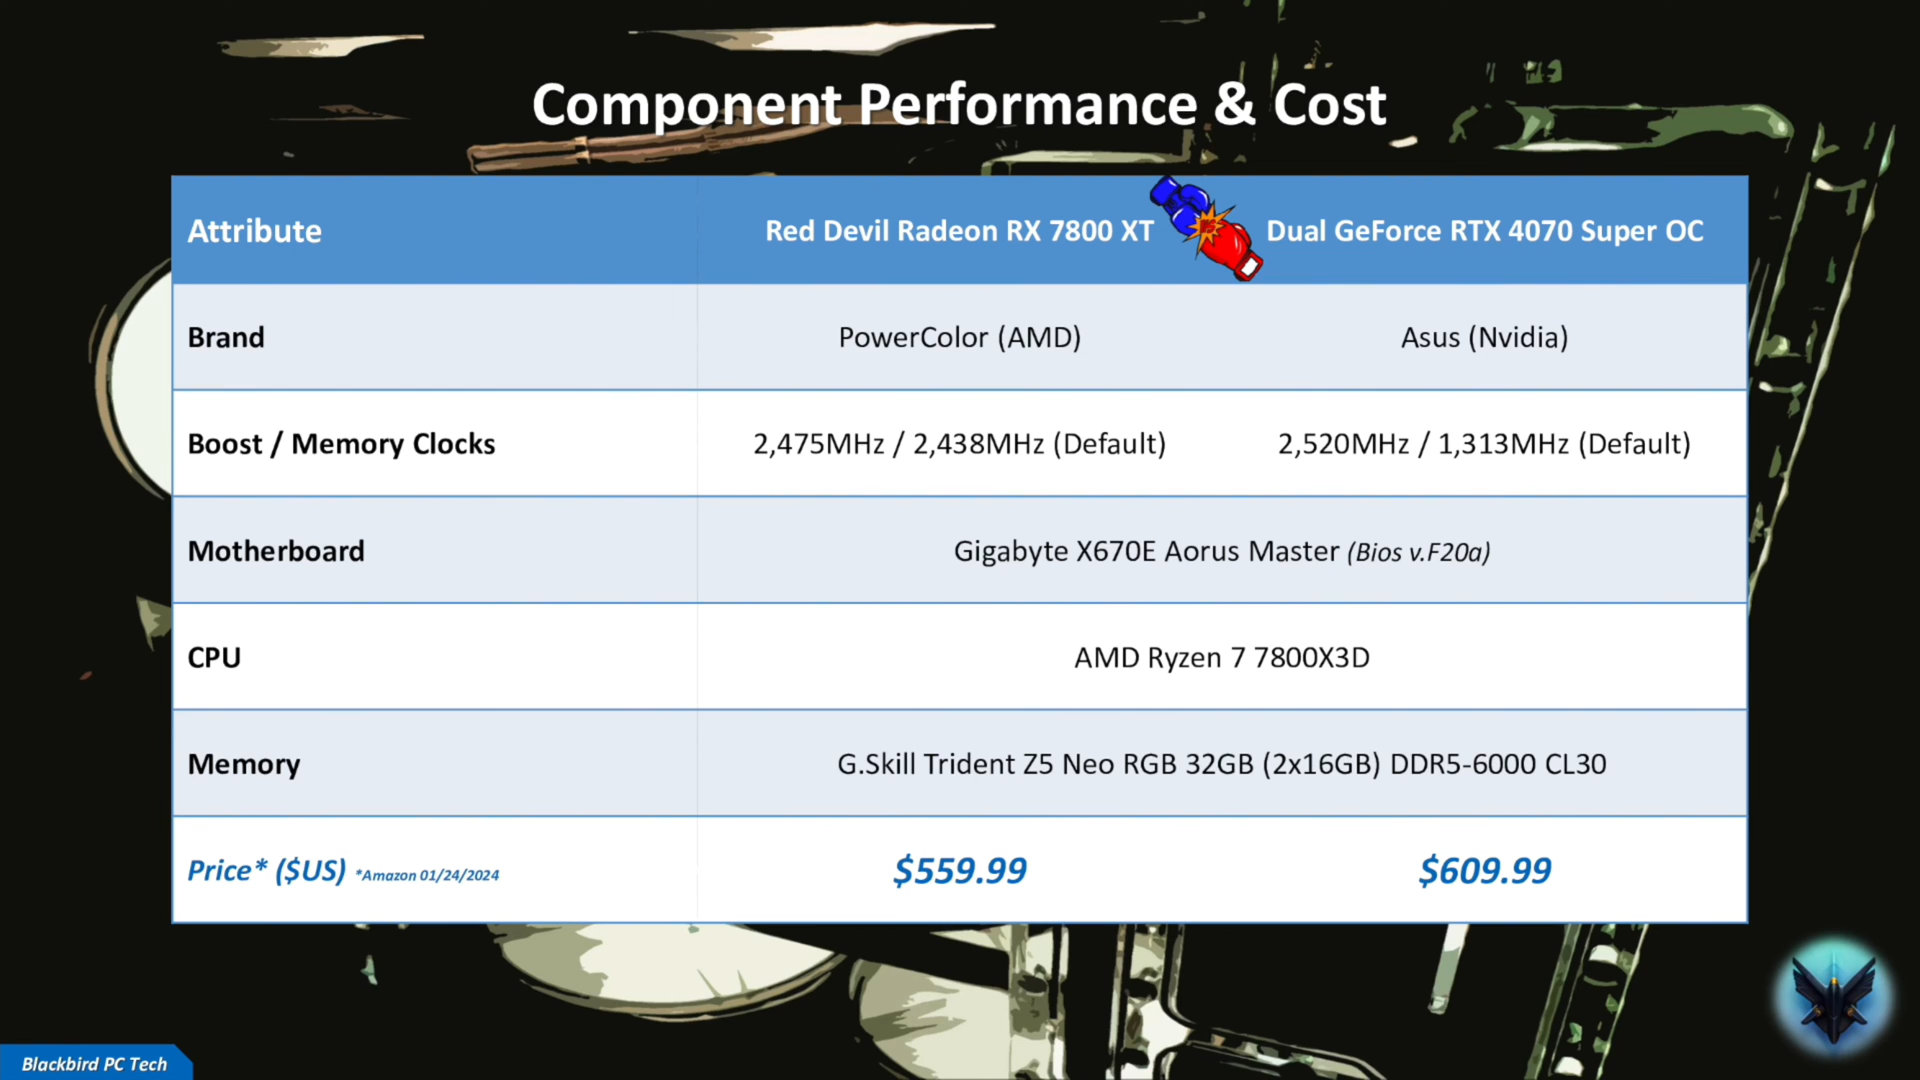 Component Performance & Cost
Attribute Red Devil Radeon RX 7800 XT VS Dual GeForce RTX 4070 Super OC
Brand PowerColor (AMD) Asus (Nvidia)
Boost / Memory Clocks 2,475MHz / 2,438MHz (Default) 2,520MHz / 1,313MHz (Default)
Motherboard Gigabyte X670E Aorus Master (Bios v.F20a)
CPU AMD Ryzen 7 7800X3D
Memory G.Skill Trident Z5 Neo RGB 32GB (2x16GB) DDR5-6000 CL30
Price* ($US) *Amazon 01/24/2024 $559.99 $609.99
Blackbird PC Tech